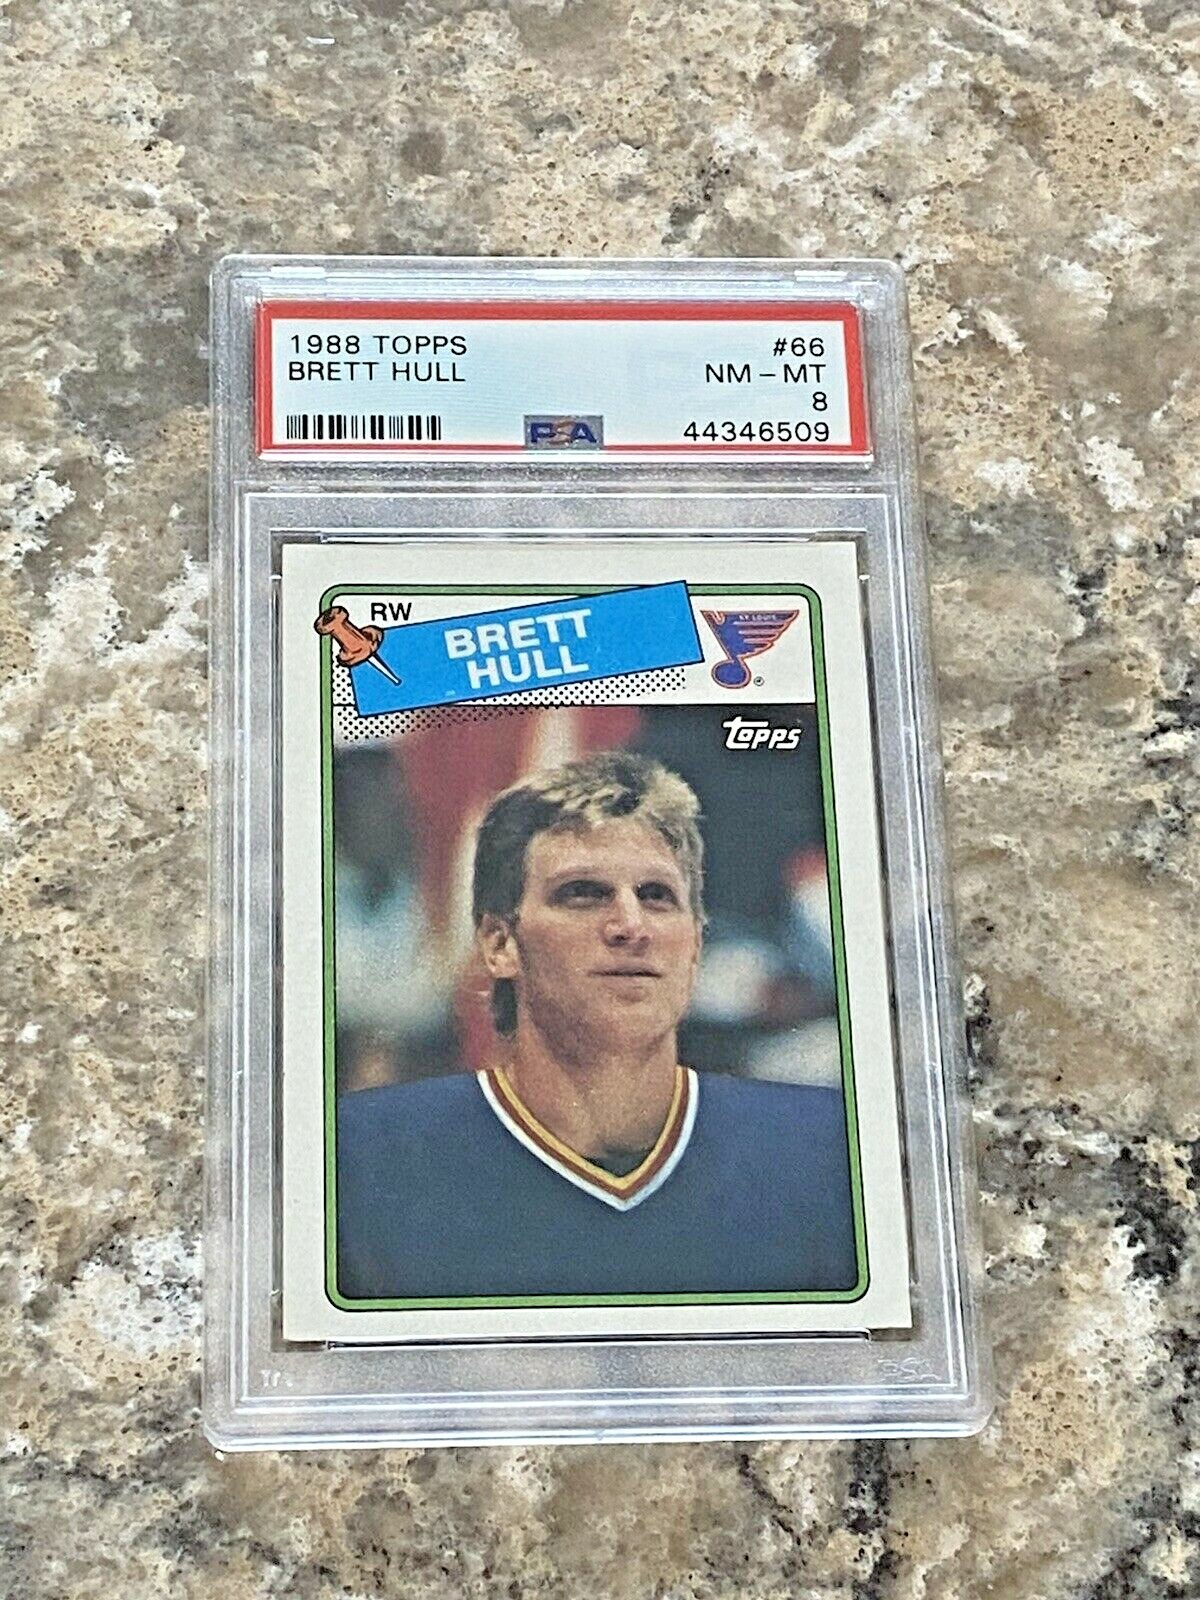 1988 TOPPS #66
BRETT HULL NM - MT
8
PSA 44346509
RW
BRETT
HULL
ST. LOUIS
topps